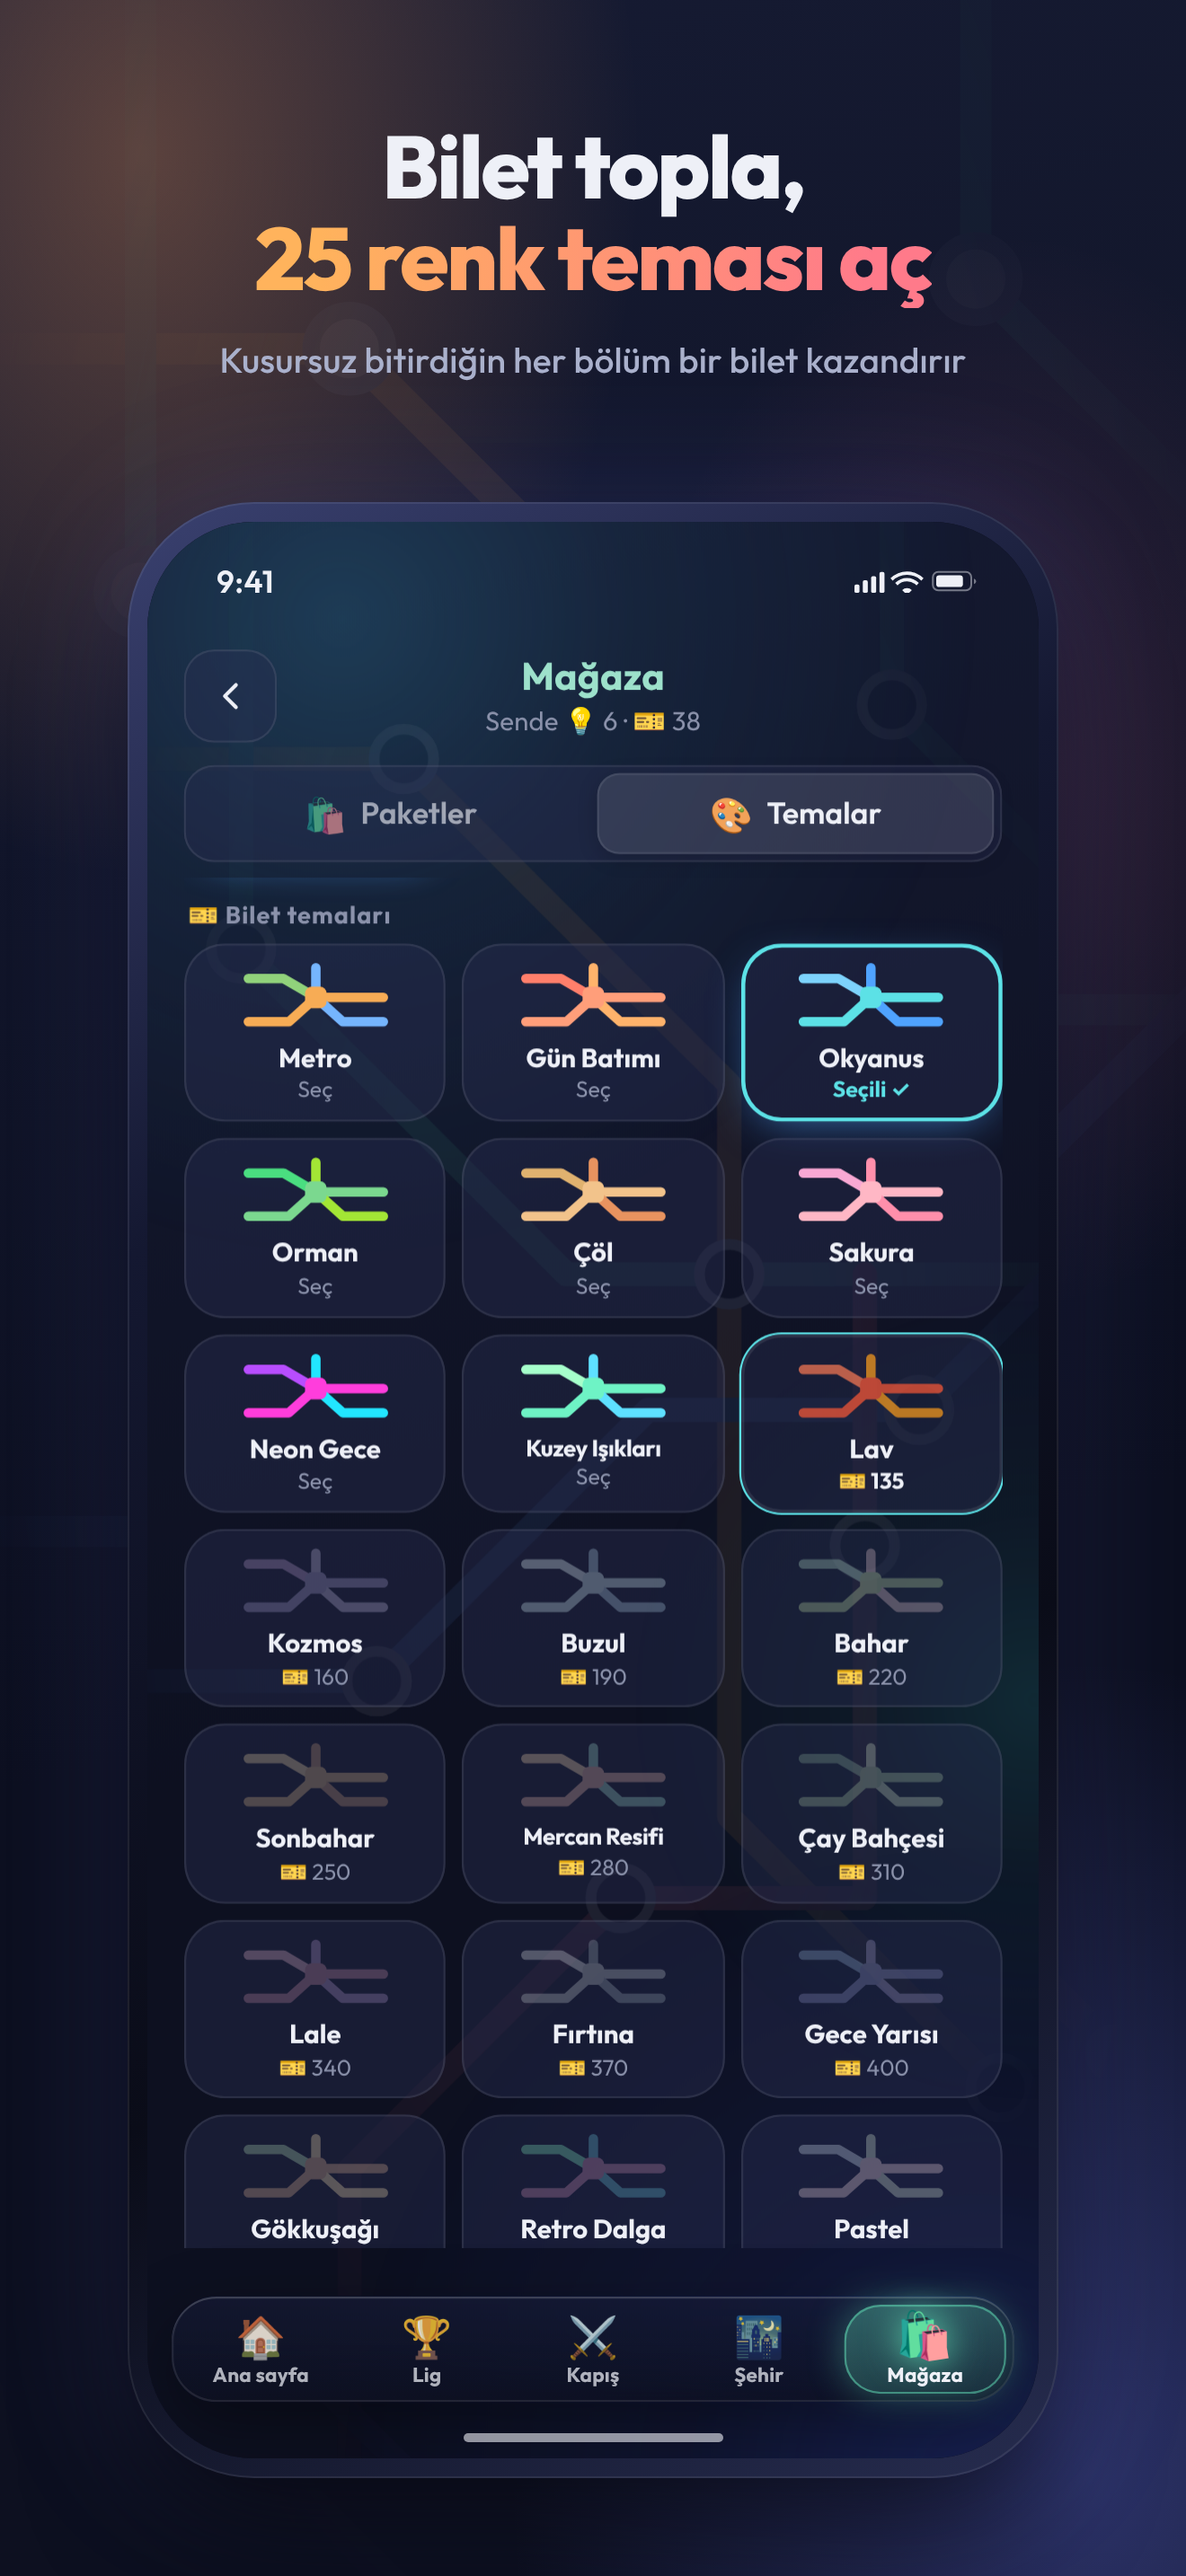 Bilet topla,
25 renk teması aç
Kusursuz bitirdiğin her bölüm bir bilet kazandırır
9:41
Mağaza
Sende 💡 6 · 🎫 38
🛍️ Paketler
🎨 Temalar
🎫 Bilet temaları
Metro
Seç
Gün Batımı
Seç
Okyanus
Seçili ✓
Orman
Seç
Çöl
Seç
Sakura
Seç
Neon Gece
Seç
Kuzey Işıkları
Seç
Lav
🎫 135
Kozmos
🎫 160
Buzul
🎫 190
Bahar
🎫 220
Sonbahar
🎫 250
Mercan Resifi
🎫 280
Çay Bahçesi
🎫 310
Lale
🎫 340
Fırtına
🎫 370
Gece Yarısı
🎫 400
Gökkuşağı
Retro Dalga
Pastel
Ana sayfa
Lig
Kapış
Şehir
Mağaza